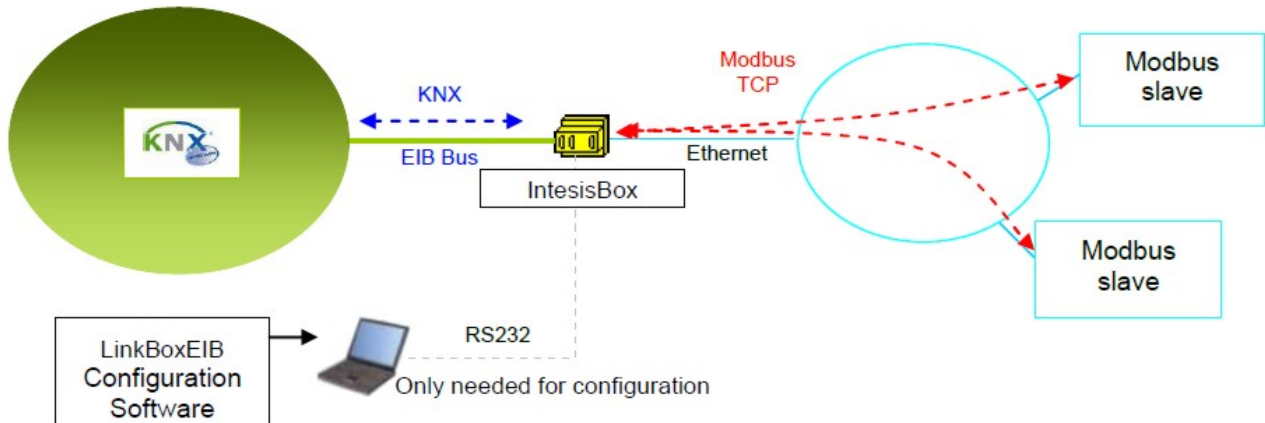 KNX
KNX
EIB Bus
IntesisBox
Ethernet
Modbus
TCP
Modbus
slave
Modbus
slave
RS232
Only needed for configuration
LinkBoxEIB
Configuration
Software